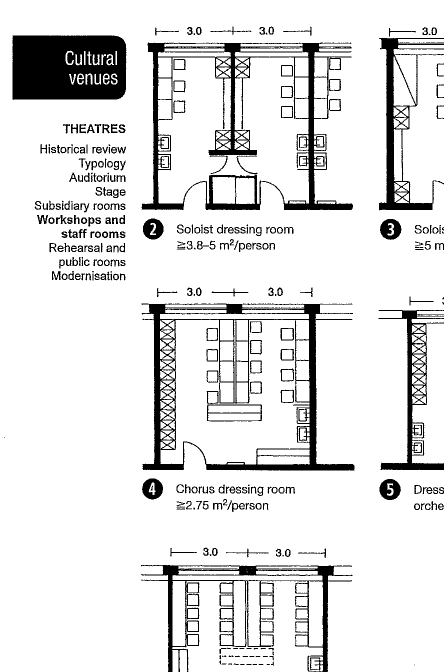 Cultural
venues
THEATRES
Historical review
Typology
Auditorium
Stage
Subsidiary rooms
Workshops and
staff rooms
Rehearsal and
public rooms
Modernisation
3.0 3.0
2 Soloist dressing room
≧3.8–5 m²/person
3.0
3 Solois
≧5 m
3.0 3.0
4 Chorus dressing room
≧2.75 m²/person
5 Dress
orche
3.0 3.0